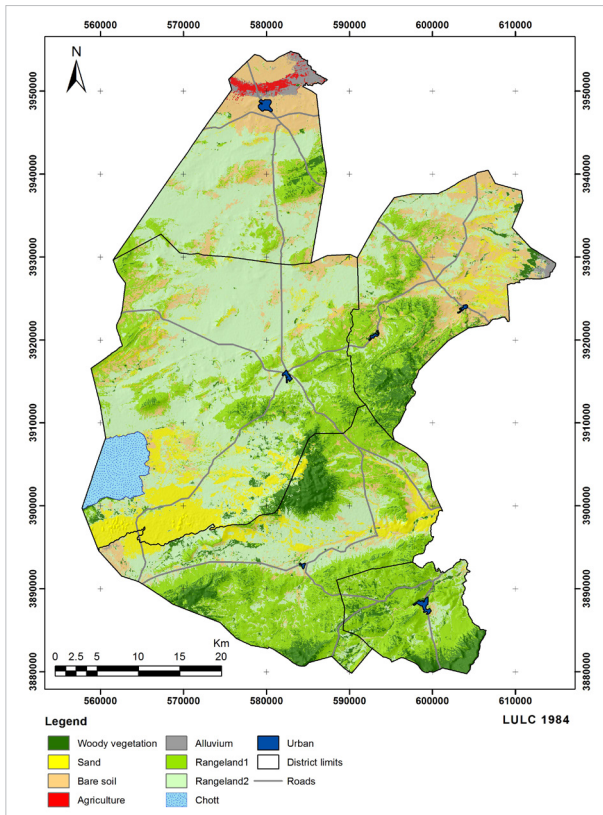 560000 570000 580000 590000 600000 610000
N
3950000 3950000
3940000 3940000
3930000 3930000
3920000 3920000
3910000 3910000
3900000 3900000
3890000 3890000
3880000 3880000
Km
0 2.5 5 10 15 20
560000 570000 580000 590000 600000 610000
Legend
LULC 1984
Woody vegetation
Sand
Bare soil
Agriculture
Alluvium
Rangeland1
Rangeland2
Chott
Urban
District limits
Roads